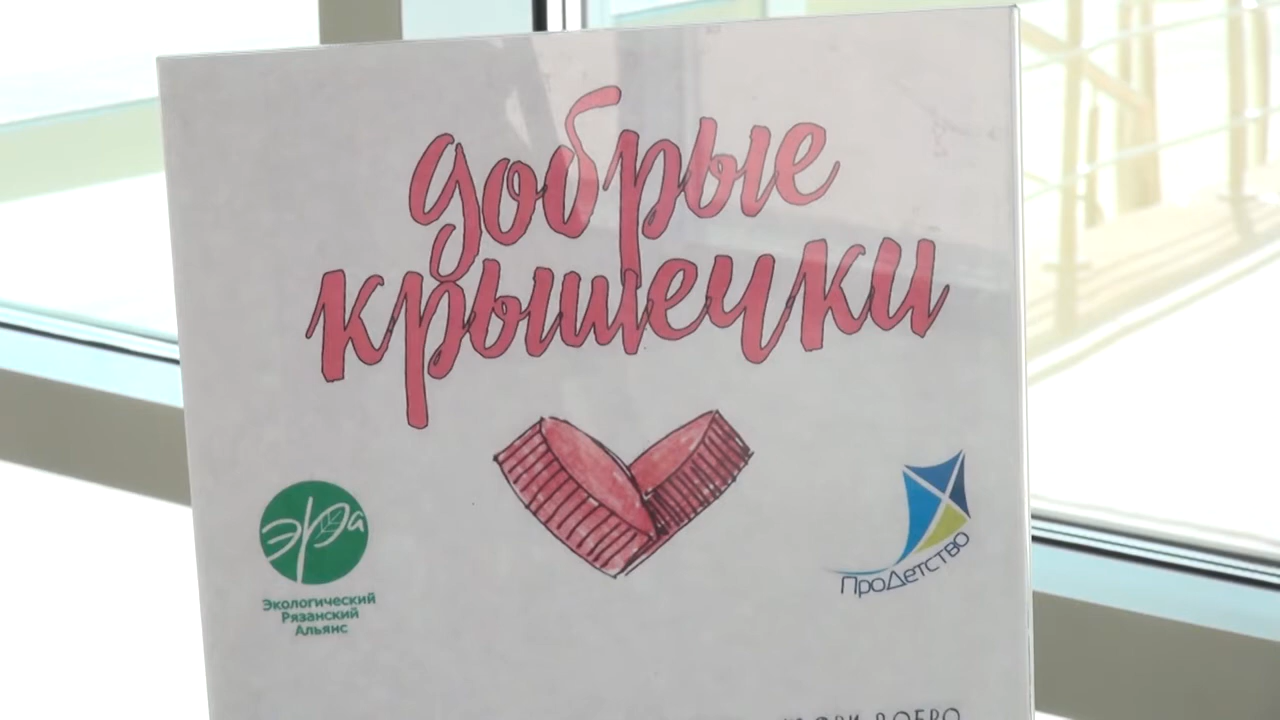 добрые
крышечки
эра
Экологический
Рязанский
Альянс
ПроДетство